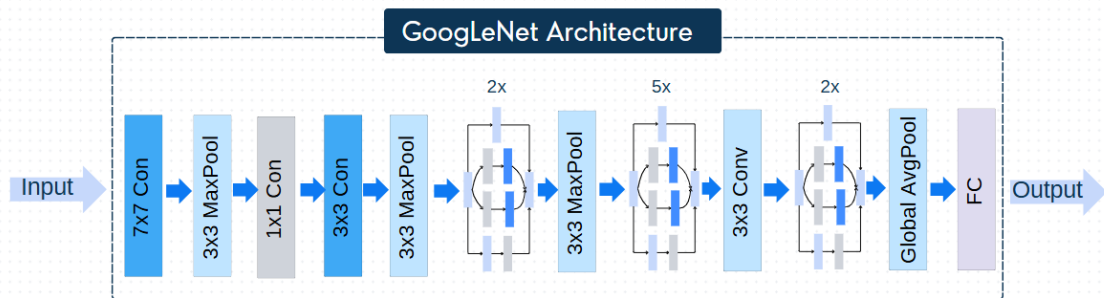 GoogLeNet Architecture
2x
5x
2x
Input
7x7 Con
3x3 MaxPool
1x1 Con
3x3 Con
3x3 MaxPool
3x3 MaxPool
3x3 Conv
Global AvgPool
FC
Output